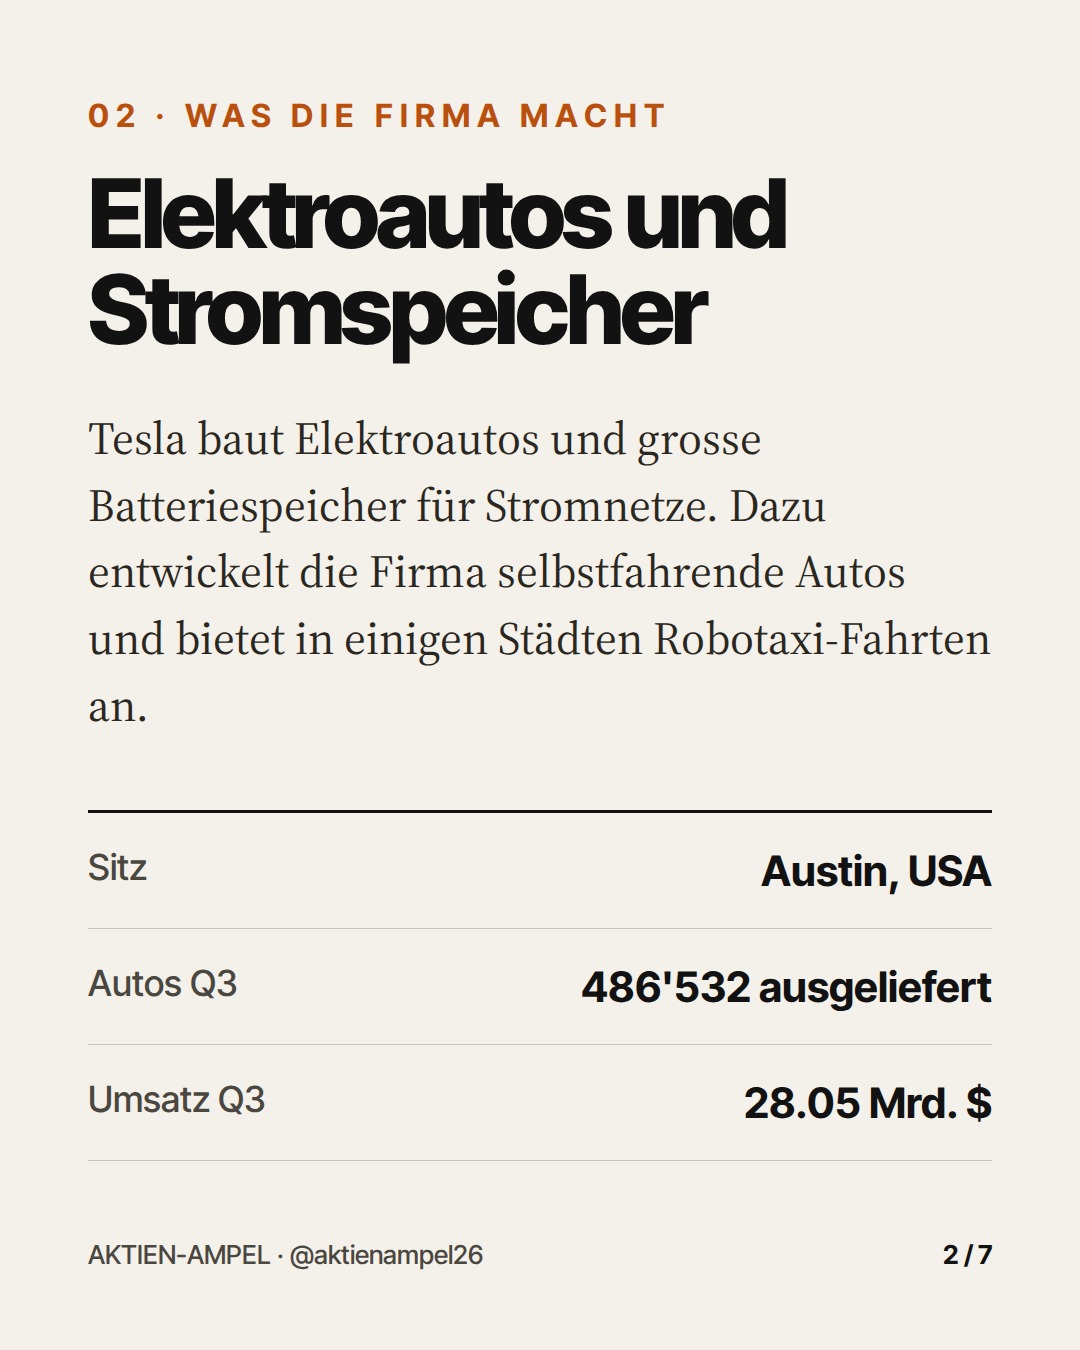 02 · WAS DIE FIRMA MACHT
Elektroautos und
Stromspeicher
Tesla baut Elektroautos und grosse
Batteriespeicher für Stromnetze. Dazu
entwickelt die Firma selbstfahrende Autos
und bietet in einigen Städten Robotaxi-Fahrten
an.
Sitz Austin, USA
Autos Q3 486'532 ausgeliefert
Umsatz Q3 28.05 Mrd. $
AKTIEN-AMPEL · @aktienampel26 2 / 7